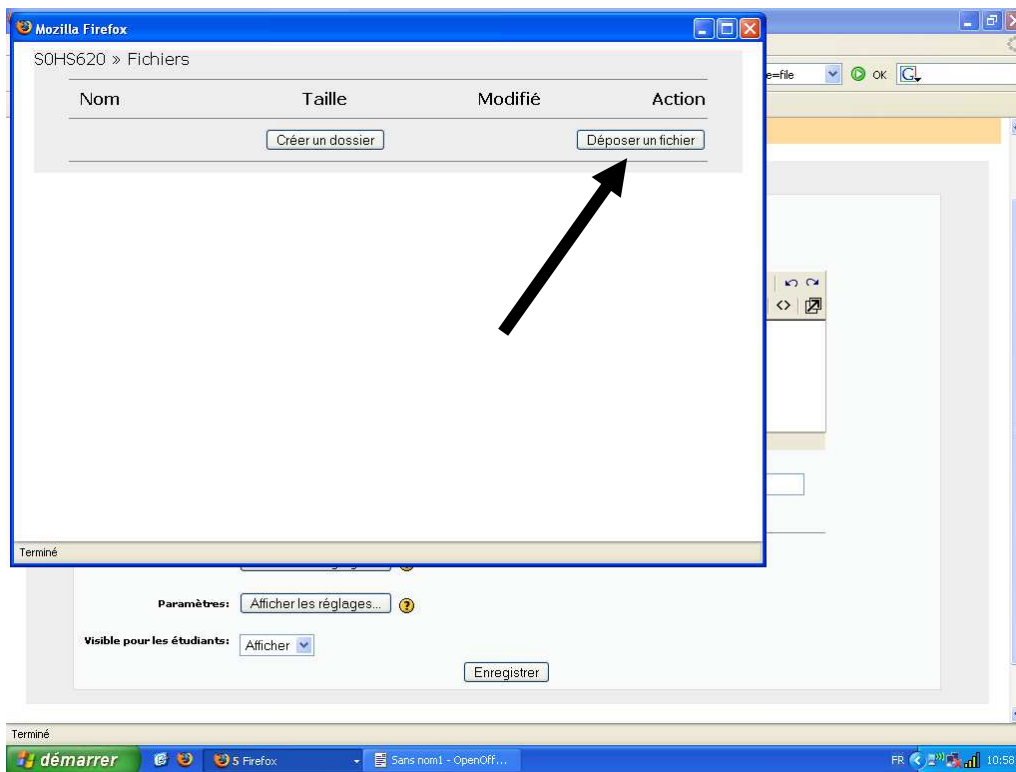 Mozilla Firefox
S0HS620 » Fichiers
e=file OK
Nom Taille Modifié Action
Créer un dossier Déposer un fichier
Terminé
Paramètres: Afficher les réglages...
Visible pour les étudiants: Afficher
Enregistrer
Terminé
démarrer 5 Firefox Sans nom1 - OpenOff... FR 10:58